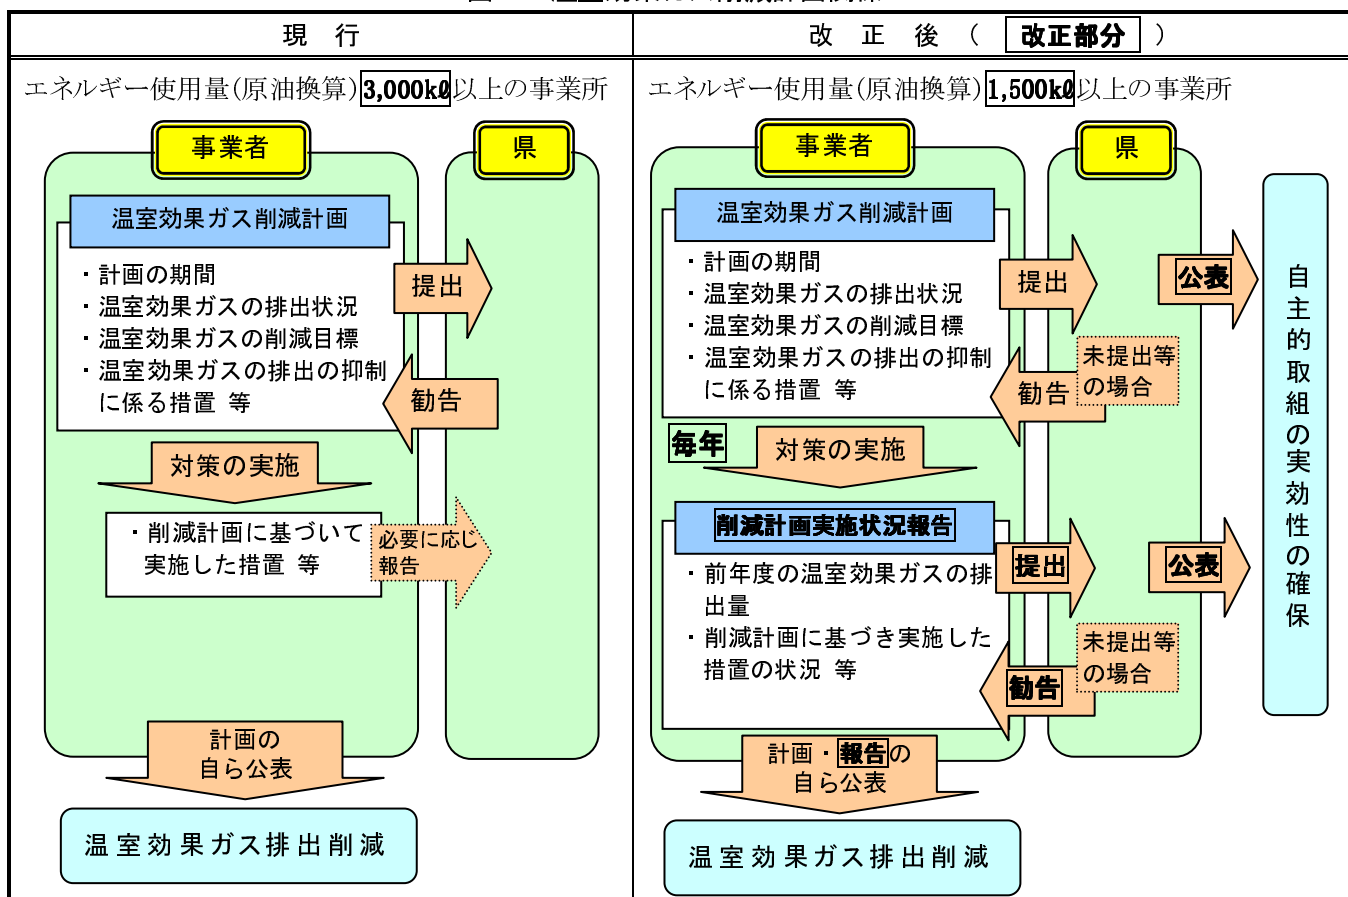 現 行
改 正 後 （ 改正部分 ）
エネルギー使用量(原油換算)3,000kℓ以上の事業所
事業者
県
温室効果ガス削減計画
・計画の期間
・温室効果ガスの排出状況
・温室効果ガスの削減目標
・温室効果ガスの排出の抑制
に係る措置 等
提出
勧告
対策の実施
・削減計画に基づいて
実施した措置 等
必要に応じ
報告
計画の
自ら公表
温室効果ガス排出削減
エネルギー使用量(原油換算)1,500kℓ以上の事業所
事業者
県
温室効果ガス削減計画
・計画の期間
・温室効果ガスの排出状況
・温室効果ガスの削減目標
・温室効果ガスの排出の抑制
に係る措置 等
提出
公表
勧告
未提出等
の場合
毎年
対策の実施
削減計画実施状況報告
・前年度の温室効果ガスの排
出量
・削減計画に基づき実施した
措置の状況 等
提出
公表
勧告
未提出等
の場合
計画・報告の
自ら公表
温室効果ガス排出削減
自主的取組の実効性の確保